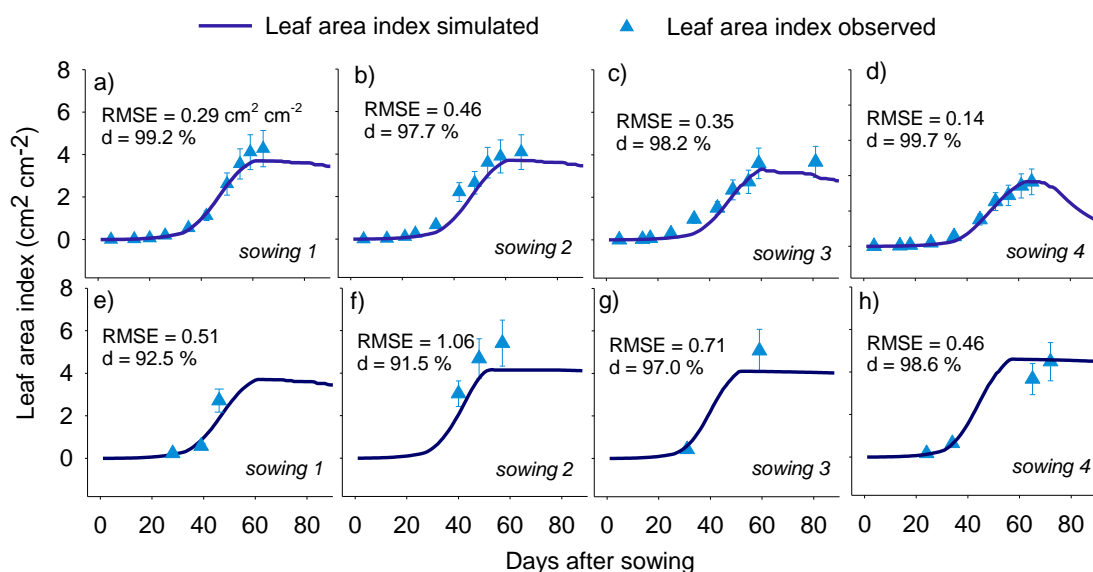 Leaf area index simulated
Leaf area index observed
Leaf area index (cm2 cm-2)
8
6
4
2
0
a)
RMSE = 0.29 cm² cm⁻²
d = 99.2 %
sowing 1
b)
RMSE = 0.46
d = 97.7 %
sowing 2
c)
RMSE = 0.35
d = 98.2 %
sowing 3
d)
RMSE = 0.14
d = 99.7 %
sowing 4
8
6
4
2
0
e)
RMSE = 0.51
d = 92.5 %
sowing 1
f)
RMSE = 1.06
d = 91.5 %
sowing 2
g)
RMSE = 0.71
d = 97.0 %
sowing 3
h)
RMSE = 0.46
d = 98.6 %
sowing 4
0 20 40 60 80
0 20 40 60 80
0 20 40 60 80
0 20 40 60 80
Days after sowing